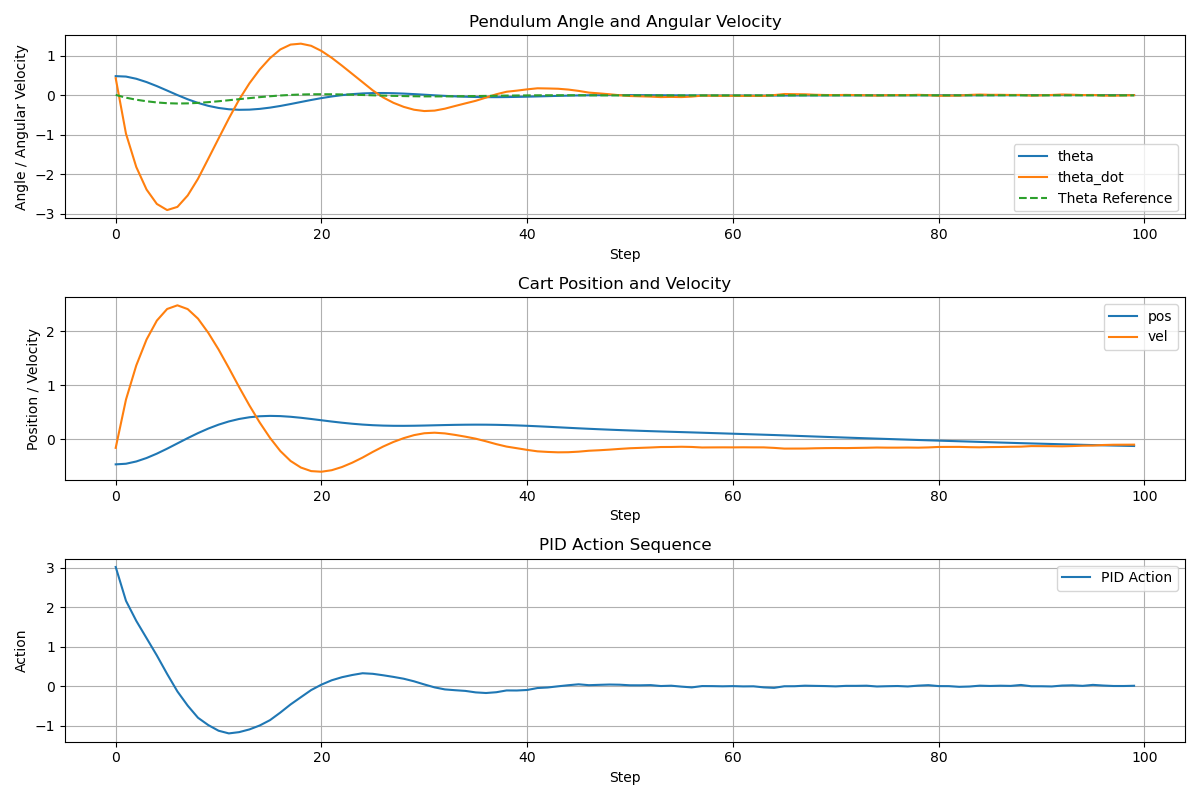 Pendulum Angle and Angular Velocity
Angle / Angular Velocity
1
0
−1
−2
−3
theta
theta_dot
Theta Reference
0 20 40 60 80 100
Step
Cart Position and Velocity
Position / Velocity
2
1
0
pos
vel
0 20 40 60 80 100
Step
PID Action Sequence
Action
3
2
1
0
−1
PID Action
0 20 40 60 80 100
Step